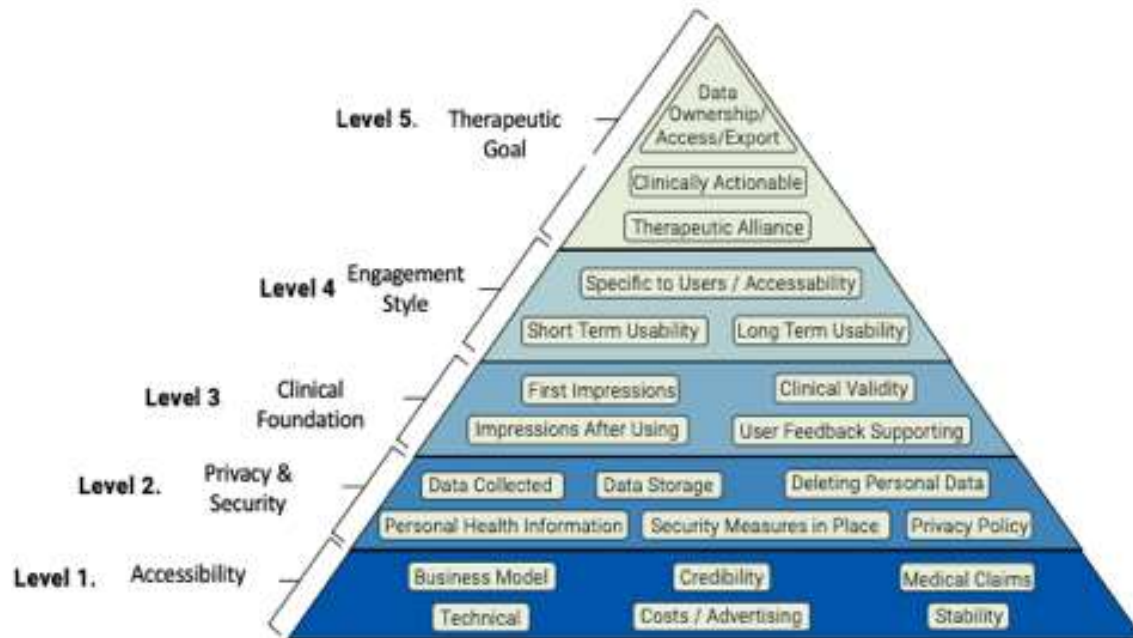 Data
Ownership/
Access/Export
Level 5. Therapeutic
Goal
Clinically Actionable
Therapeutic Alliance
Level 4 Engagement
Style
Specific to Users / Accessability
Short Term Usability Long Term Usability
Level 3 Clinical
Foundation
First Impressions Clinical Validity
Impressions After Using User Feedback Supporting
Level 2. Privacy &
Security
Data Collected Data Storage Deleting Personal Data
Personal Health Information Security Measures in Place Privacy Policy
Level 1. Accessibility
Business Model Credibility Medical Claims
Technical Costs / Advertising Stability